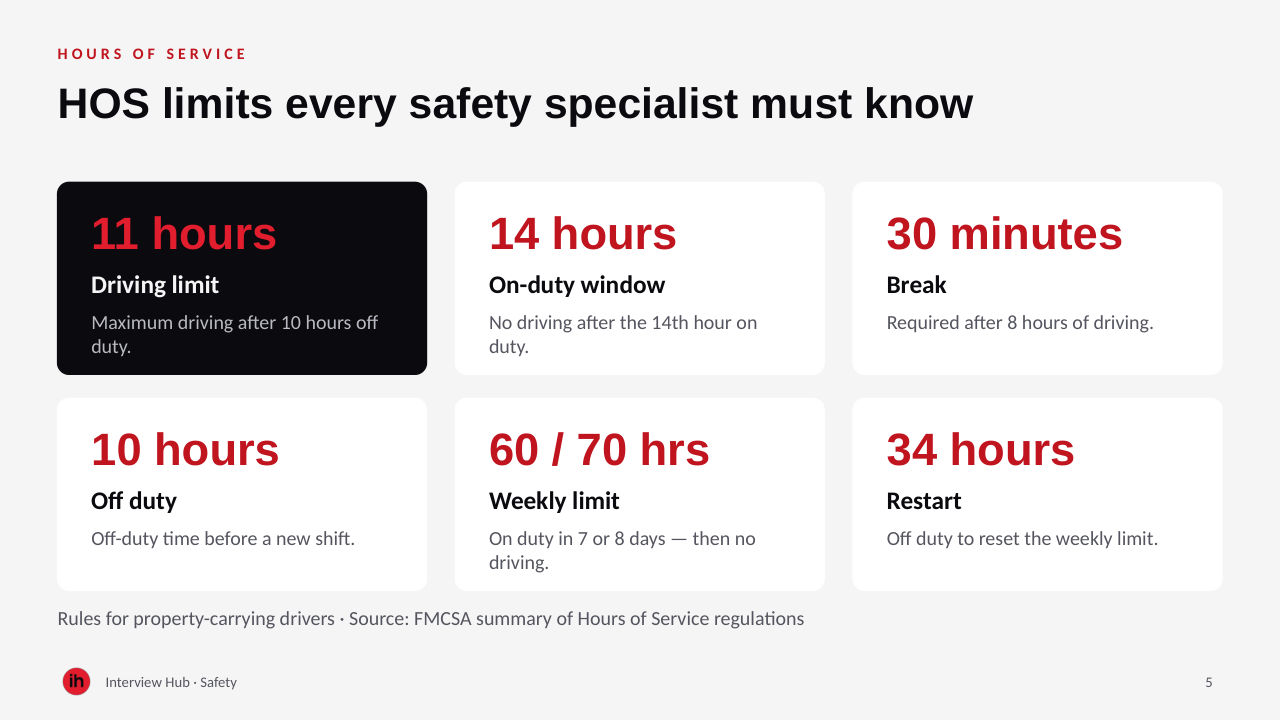 HOURS OF SERVICE
HOS limits every safety specialist must know
11 hours
Driving limit
Maximum driving after 10 hours off
duty.
14 hours
On-duty window
No driving after the 14th hour on
duty.
30 minutes
Break
Required after 8 hours of driving.
10 hours
Off duty
Off-duty time before a new shift.
60 / 70 hrs
Weekly limit
On duty in 7 or 8 days — then no
driving.
34 hours
Restart
Off duty to reset the weekly limit.
Rules for property-carrying drivers · Source: FMCSA summary of Hours of Service regulations
ih
Interview Hub · Safety
5